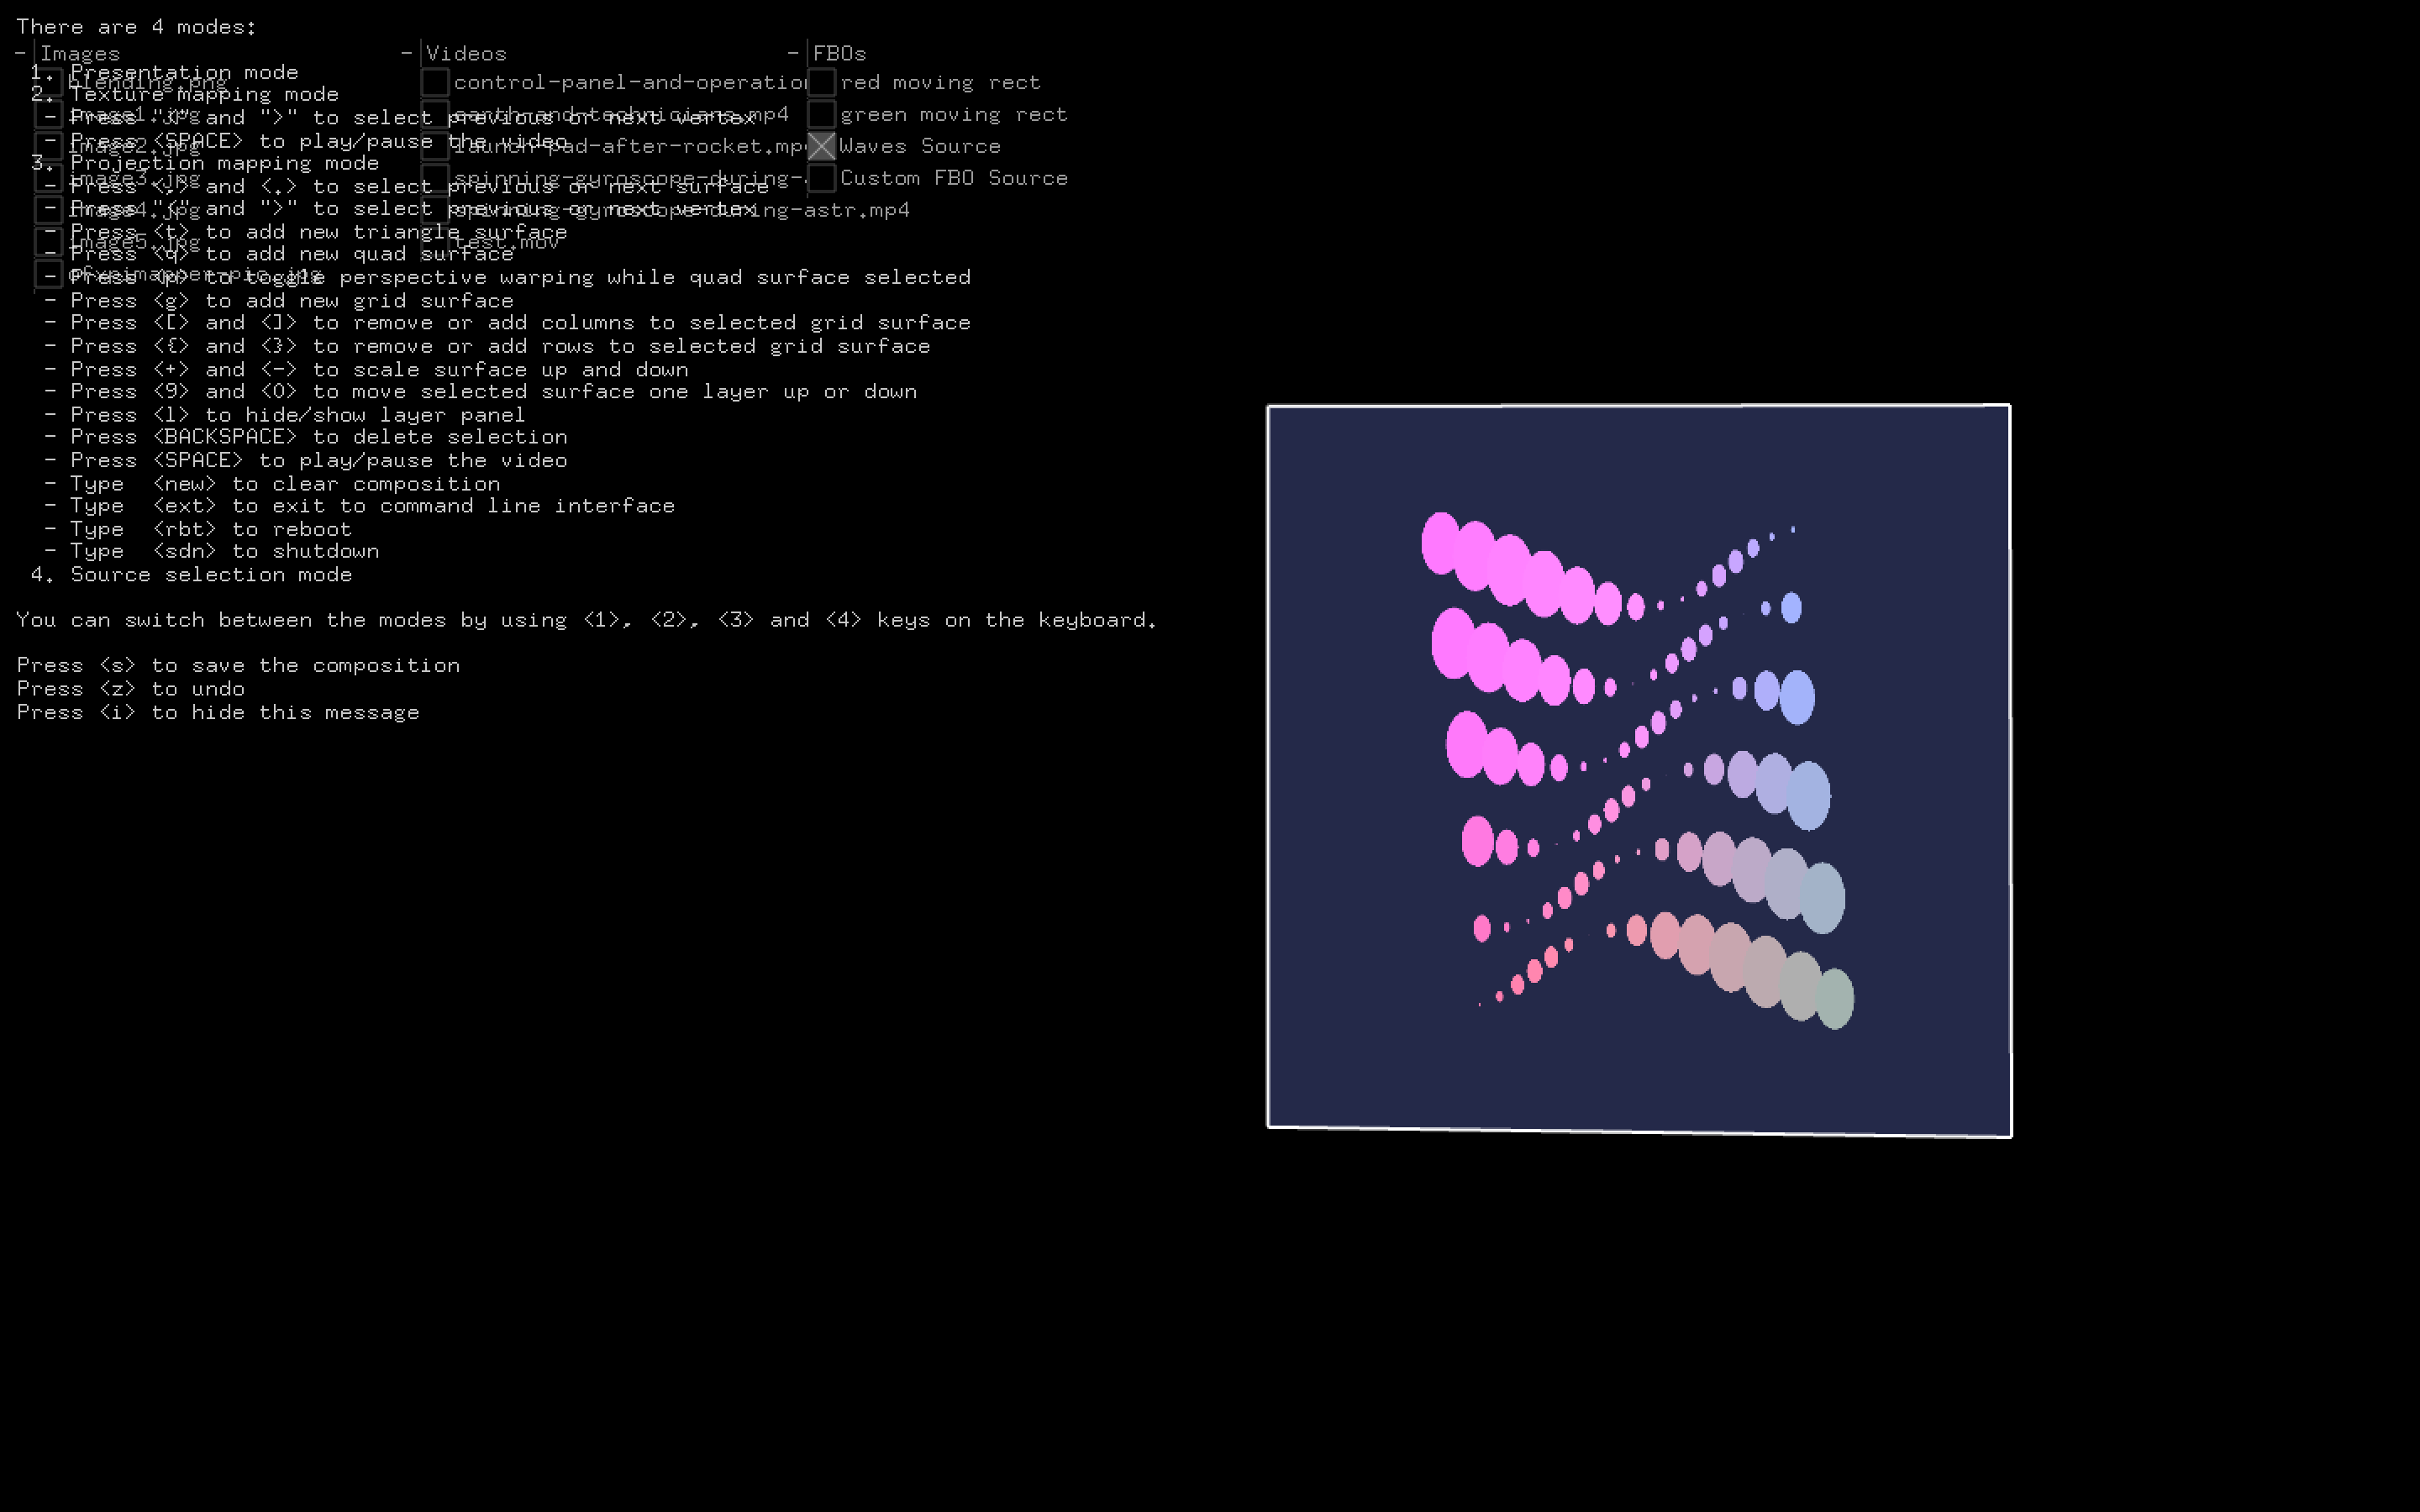 There are 4 modes:
Images
Videos
FBOs
1. Presentation mode
blending.png
control-panel-and-operatio
red moving rect
2. Texture mapping mode
image1.jpg
earth-and-technicians.mp4
green moving rect
- Press "<" and ">" to select previous or next vertex
- Press <SPACE> to play/pause the video
image2.jpg
launch-pad-after-rocket.mp
Waves Source
3. Projection mapping mode
image3.jpg
spinning-gyroscope-during-
Custom FBO Source
- Press <,> and <.> to select previous or next surface
- Press "<" and ">" to select previous or next vertex
image4.jpg
spinning-gyroscope-during-astr.mp4
- Press <t> to add new triangle surface
image5.jpg
test.mov
- Press <q> to add new quad surface
ofxpimapper-pic.jpg
- Press <p> to toggle perspective warping while quad surface selected
- Press <g> to add new grid surface
- Press <[> and <]> to remove or add columns to selected grid surface
- Press <{> and <}> to remove or add rows to selected grid surface
- Press <+> and <-> to scale surface up and down
- Press <9> and <0> to move selected surface one layer up or down
- Press <l> to hide/show layer panel
- Press <BACKSPACE> to delete selection
- Press <SPACE> to play/pause the video
- Type  <new> to clear composition
- Type  <ext> to exit to command line interface
- Type  <rbt> to reboot
- Type  <sdn> to shutdown
4. Source selection mode
You can switch between the modes by using <1>, <2>, <3> and <4> keys on the keyboard.
Press <s> to save the composition
Press <z> to undo
Press <i> to hide this message